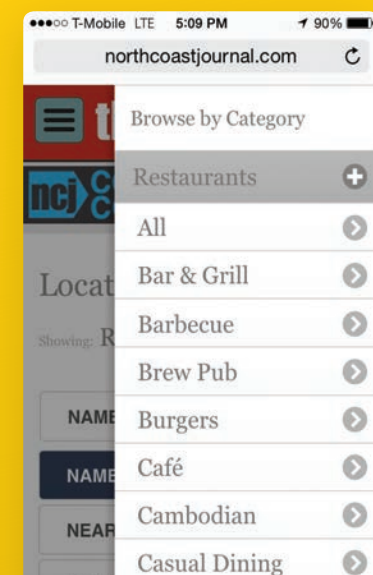 T-Mobile LTE 5:09 PM 90%
northcoastjournal.com
Browse by Category
Restaurants
All
Bar & Grill
Barbecue
Brew Pub
Burgers
Café
Cambodian
Casual Dining
ncj
Locat
Showing: R
NAME
NAME
NEAR